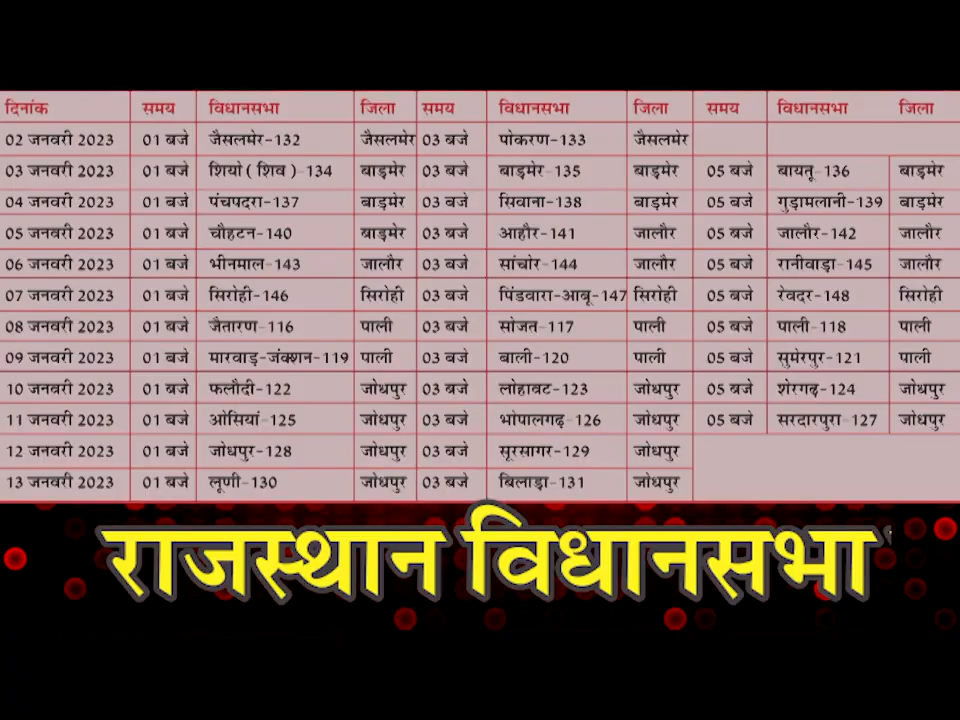 दिनांक समय विधानसभा जिला समय विधानसभा जिला समय विधानसभा जिला
02 जनवरी 2023 01 बजे जैसलमेर-132 जैसलमेर 03 बजे पोकरण-133 जैसलमेर
03 जनवरी 2023 01 बजे शियो ( शिव )-134 बाड़मेर 03 बजे बाड़मेर-135 बाड़मेर 05 बजे बायतू-136 बाड़मेर
04 जनवरी 2023 01 बजे पंचपदरा-137 बाड़मेर 03 बजे सिवाना-138 बाड़मेर 05 बजे गुड़ामलानी-139 बाड़मेर
05 जनवरी 2023 01 बजे चौहटन-140 बाड़मेर 03 बजे आहौर-141 जालौर 05 बजे जालौर-142 जालौर
06 जनवरी 2023 01 बजे भीनमाल-143 जालौर 03 बजे सांचोर-144 जालौर 05 बजे रानीवाड़ा-145 जालौर
07 जनवरी 2023 01 बजे सिरोही-146 सिरोही 03 बजे पिंडवारा-आबू-147 सिरोही 05 बजे रेवदर-148 सिरोही
08 जनवरी 2023 01 बजे जैतारण-116 पाली 03 बजे सोजत-117 पाली 05 बजे पाली-118 पाली
09 जनवरी 2023 01 बजे मारवाड़-जंक्शन-119 पाली 03 बजे बाली-120 पाली 05 बजे सुमेरपुर-121 पाली
10 जनवरी 2023 01 बजे फलौदी-122 जोधपुर 03 बजे लोहावट-123 जोधपुर 05 बजे शेरगढ़-124 जोधपुर
11 जनवरी 2023 01 बजे ओसियां-125 जोधपुर 03 बजे भोपालगढ़-126 जोधपुर 05 बजे सरदारपुरा-127 जोधपुर
12 जनवरी 2023 01 बजे जोधपुर-128 जोधपुर 03 बजे सूरसागर-129 जोधपुर
13 जनवरी 2023 01 बजे लूणी-130 जोधपुर 03 बजे बिलाड़ा-131 जोधपुर
राजस्थान विधानसभा